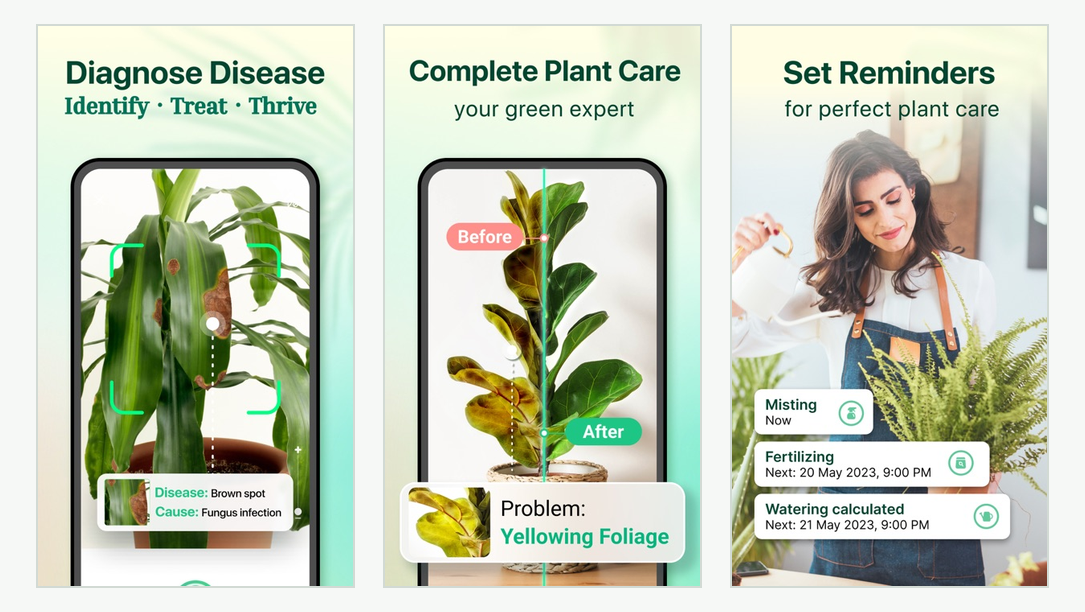 Diagnose Disease
Identify · Treat · Thrive
Disease: Brown spot
Cause: Fungus infection
Complete Plant Care
your green expert
Before
After
Problem:
Yellowing Foliage
Set Reminders
for perfect plant care
Misting
Now
Fertilizing
Next: 20 May 2023, 9:00 PM
Watering calculated
Next: 21 May 2023, 9:00 PM